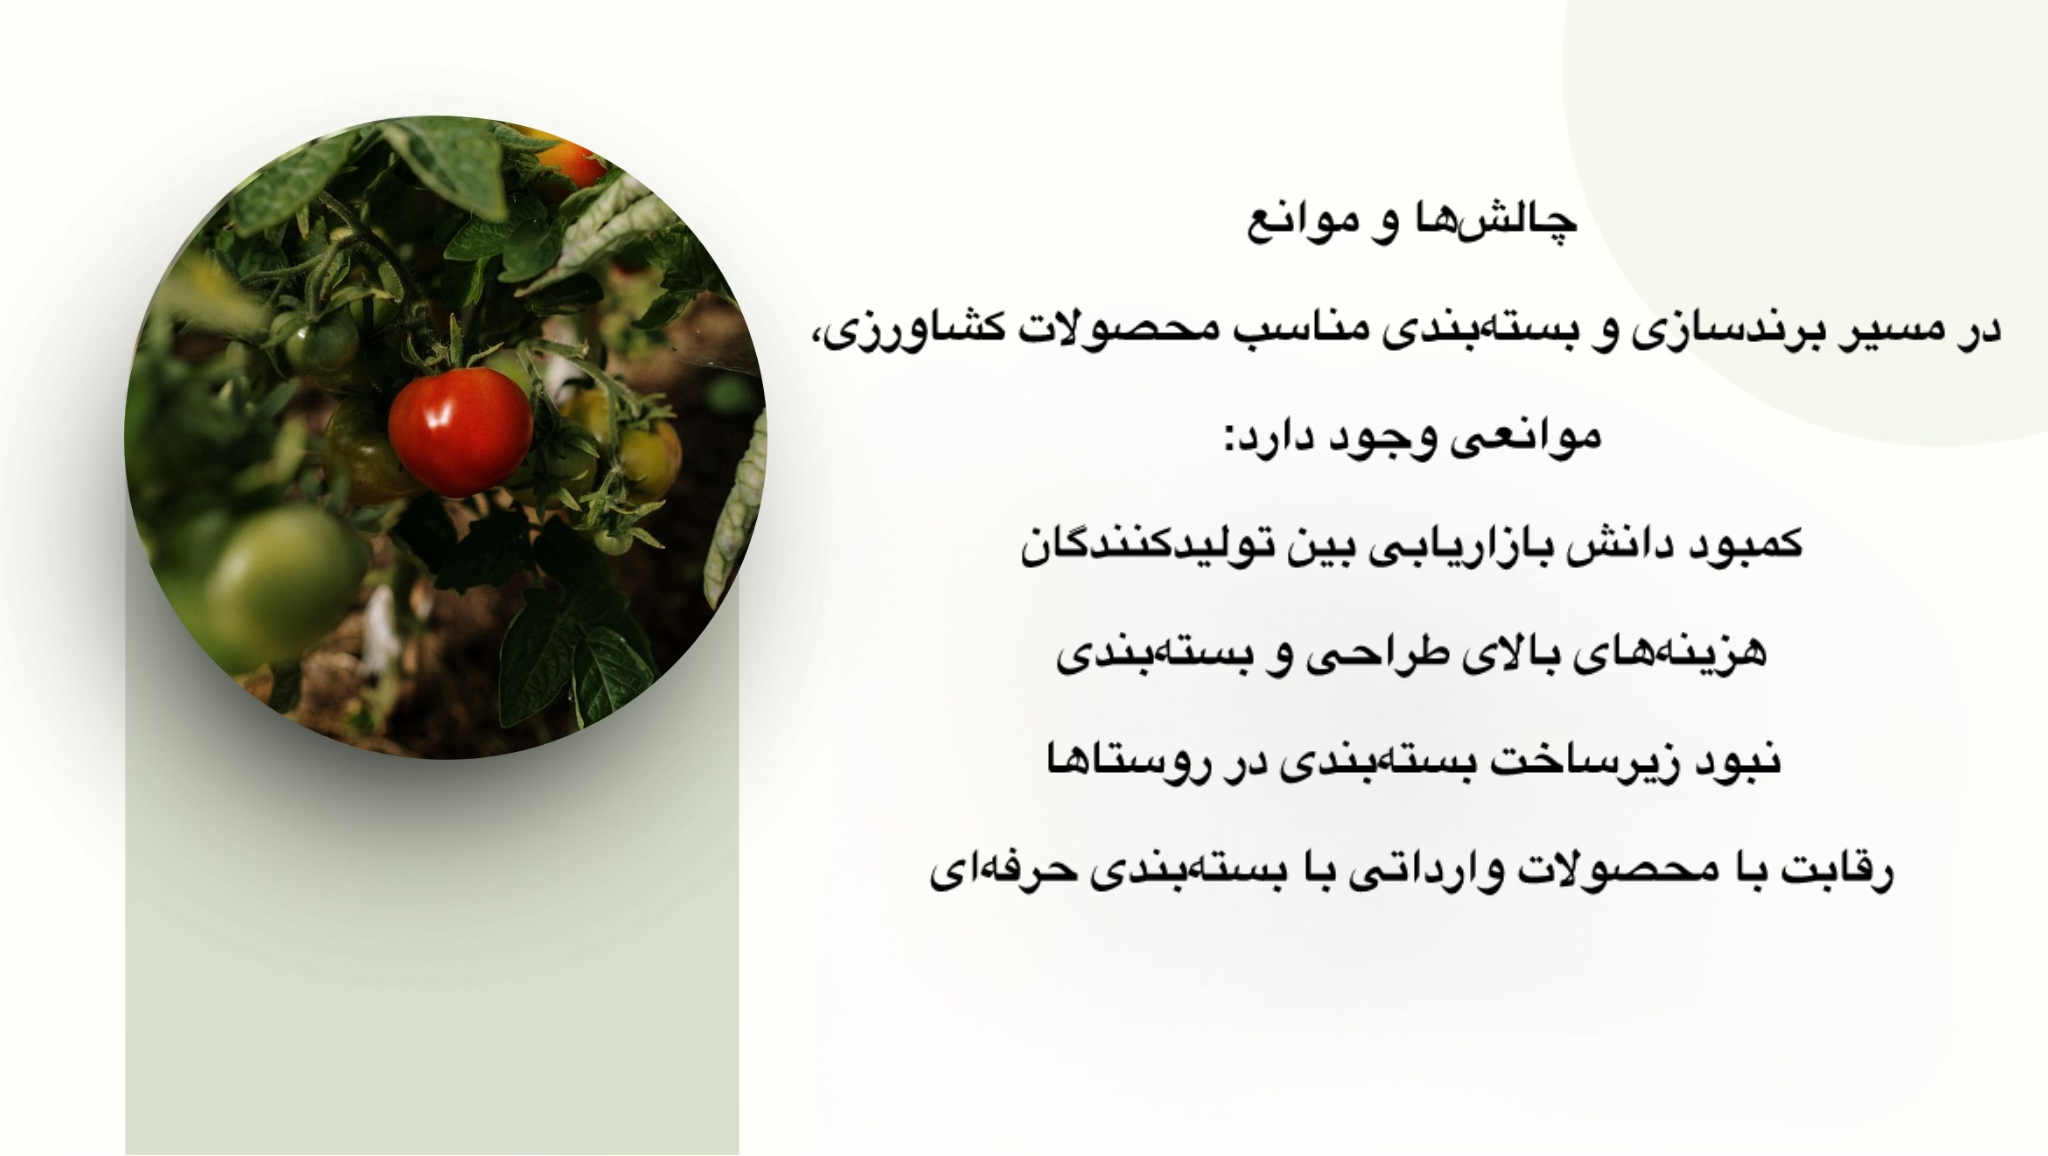 چالش‌ها و موانع
در مسیر برندسازی و بسته‌بندی مناسب محصولات کشاورزی،
موانعی وجود دارد:
کمبود دانش بازاریابی بین تولیدکنندگان
هزینه‌های بالای طراحی و بسته‌بندی
نبود زیرساخت بسته‌بندی در روستاها
رقابت با محصولات وارداتی با بسته‌بندی حرفه‌ای